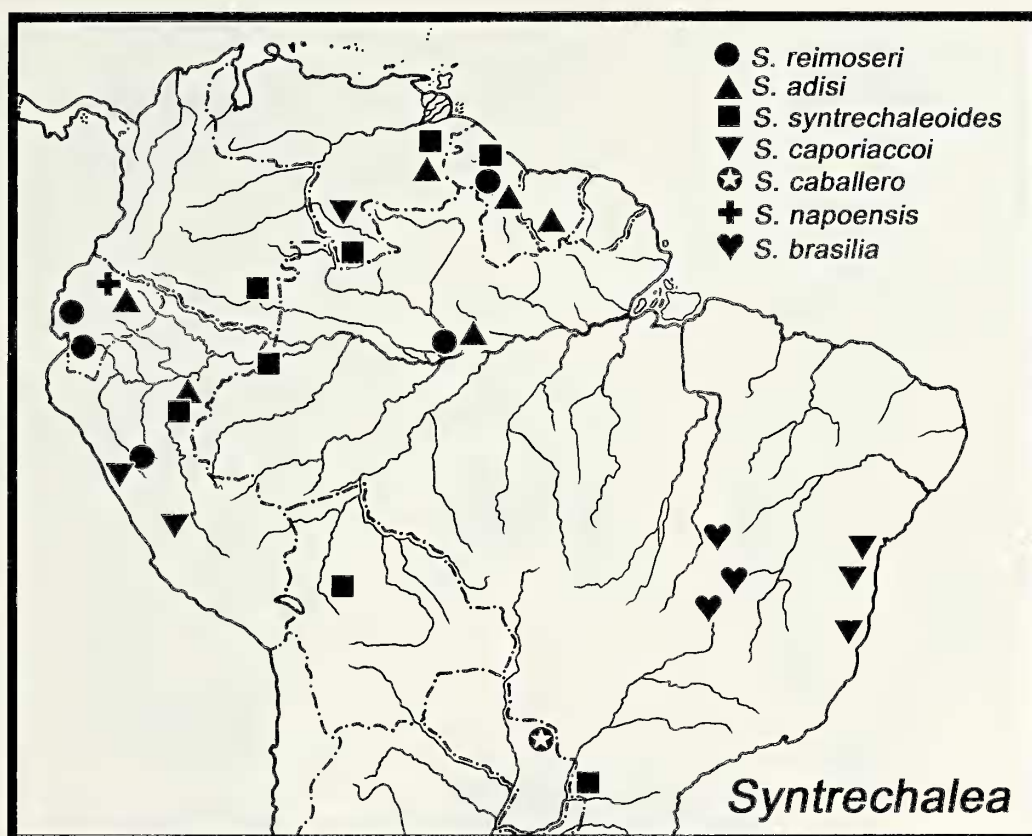 S. reimoseri
S. adisi
S. syntrechaleoides
S. caporiaccoi
S. caballero
S. napoensis
S. brasilia
Syntrechalea